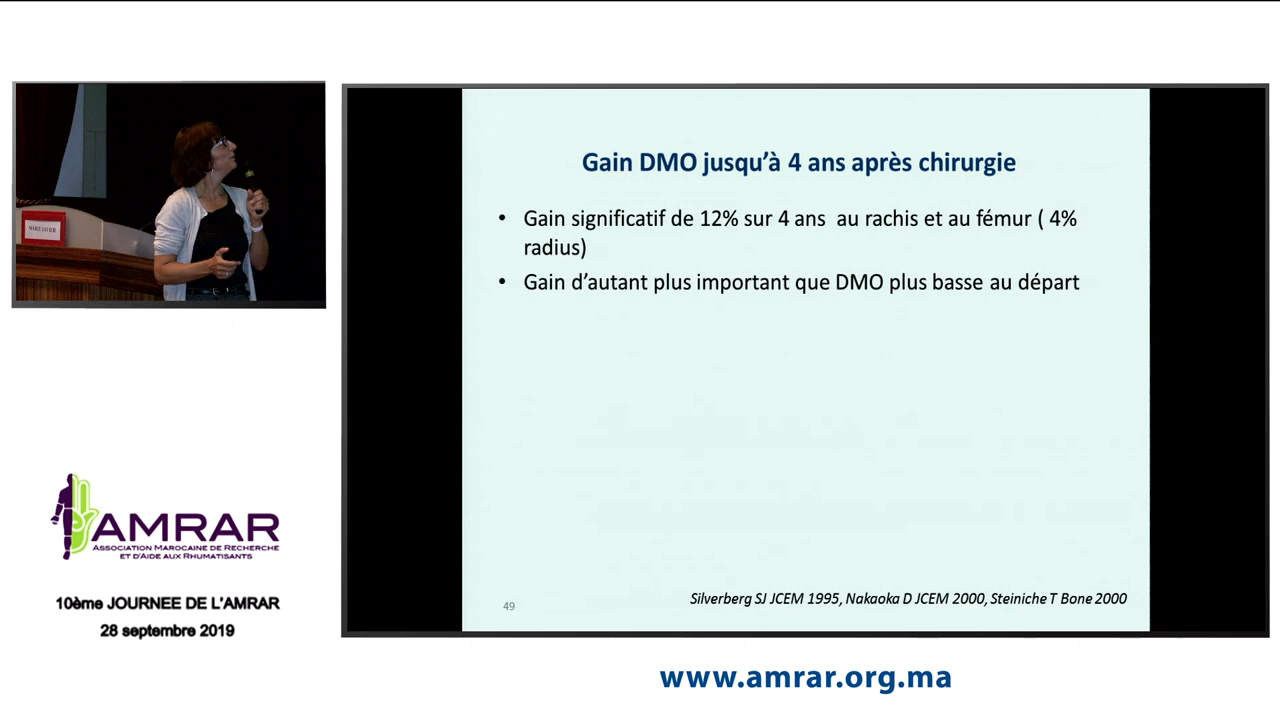 MARIE JAVIER
Gain DMO jusqu’à 4 ans après chirurgie
• Gain significatif de 12% sur 4 ans au rachis et au fémur ( 4%
radius)
• Gain d’autant plus important que DMO plus basse au départ
Silverberg SJ JCEM 1995, Nakaoka D JCEM 2000, Steiniche T Bone 2000
49
AMRAR
ASSOCIATION MAROCAINE DE RECHERCHE
ET D’AIDE AUX RHUMATISANTS
10ème JOURNEE DE L’AMRAR
28 septembre 2019
www.amrar.org.ma